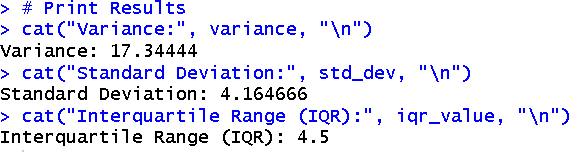 > # Print Results
> cat("Variance:", variance, "\n")
Variance: 17.34444
> cat("Standard Deviation:", std_dev, "\n")
Standard Deviation: 4.164666
> cat("Interquartile Range (IQR):", iqr_value, "\n")
Interquartile Range (IQR): 4.5